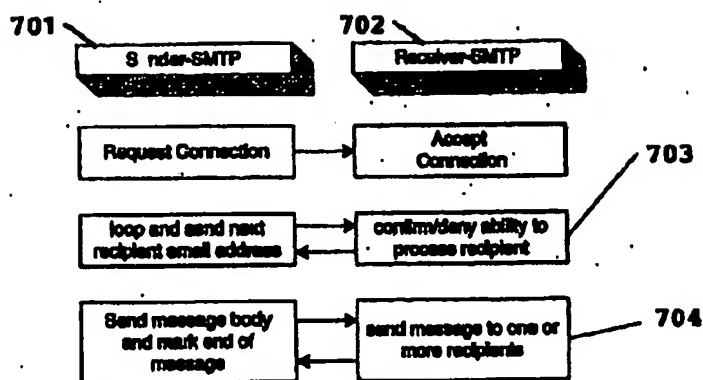 701
702
S nder-SMTP
Receiver-SMTP
Request Connection
Accept
Connection
703
loop and send next
recipient email address
confirm/deny ability to
process recipient
Send message body
and mark end of
message
send message to one or
more recipients
704